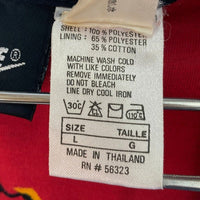 SHELL: 100% POLYESTER
LINING: 65% POLYESTER
35% COTTON
MACHINE WASH COLD
WITH LIKE COLORS
REMOVE IMMEDIATELY
DO NOT BLEACH
LINE DRY COOL IRON
30°C
110°C
SIZE TAILLE
L G
MADE IN THAILAND
RN # 56323